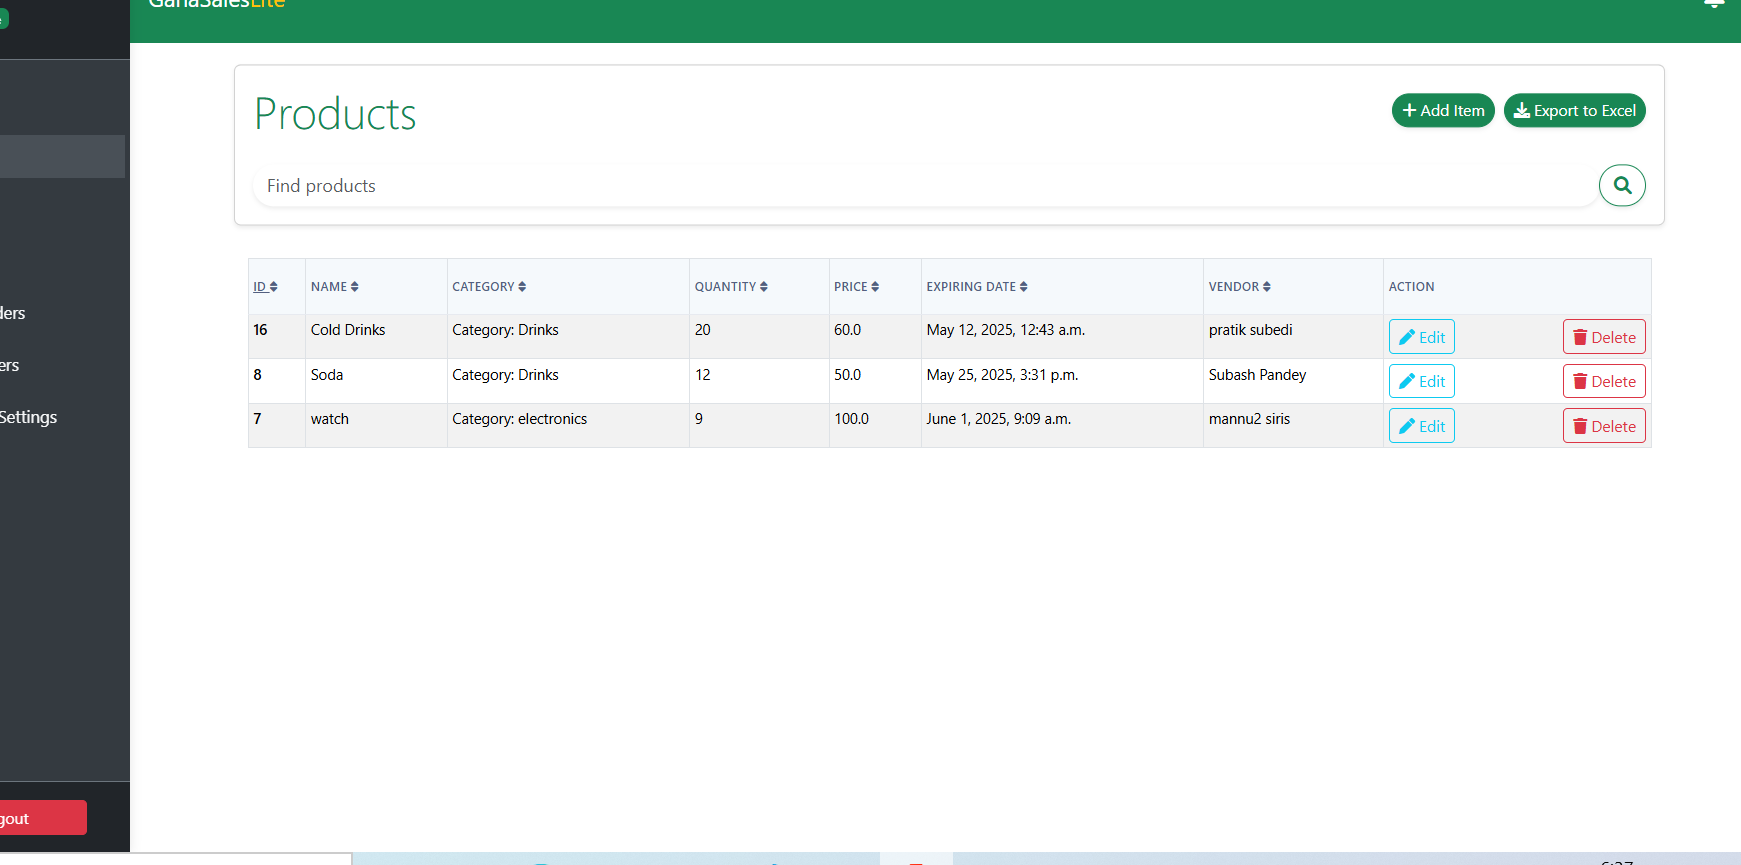 GanaSalesLite
Products
Add Item
Export to Excel
Find products
ID NAME CATEGORY QUANTITY PRICE EXPIRING DATE VENDOR ACTION
16 Cold Drinks Category: Drinks 20 60.0 May 12, 2025, 12:43 a.m. pratik subedi Edit Delete
8 Soda Category: Drinks 12 50.0 May 25, 2025, 3:31 p.m. Subash Pandey Edit Delete
7 watch Category: electronics 9 100.0 June 1, 2025, 9:09 a.m. mannu2 siris Edit Delete
ders
ers
Settings
gout